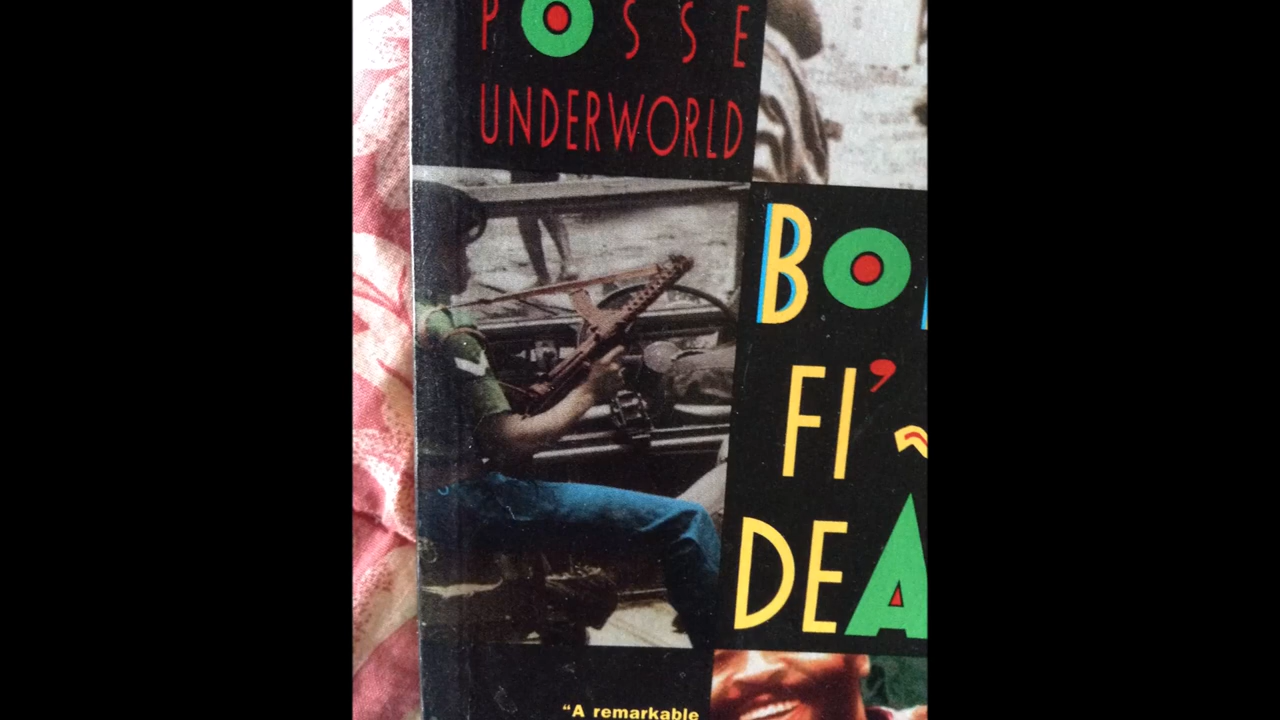 POSSE
UNDERWORLD
BO
FI'
DEA
"A remarkable